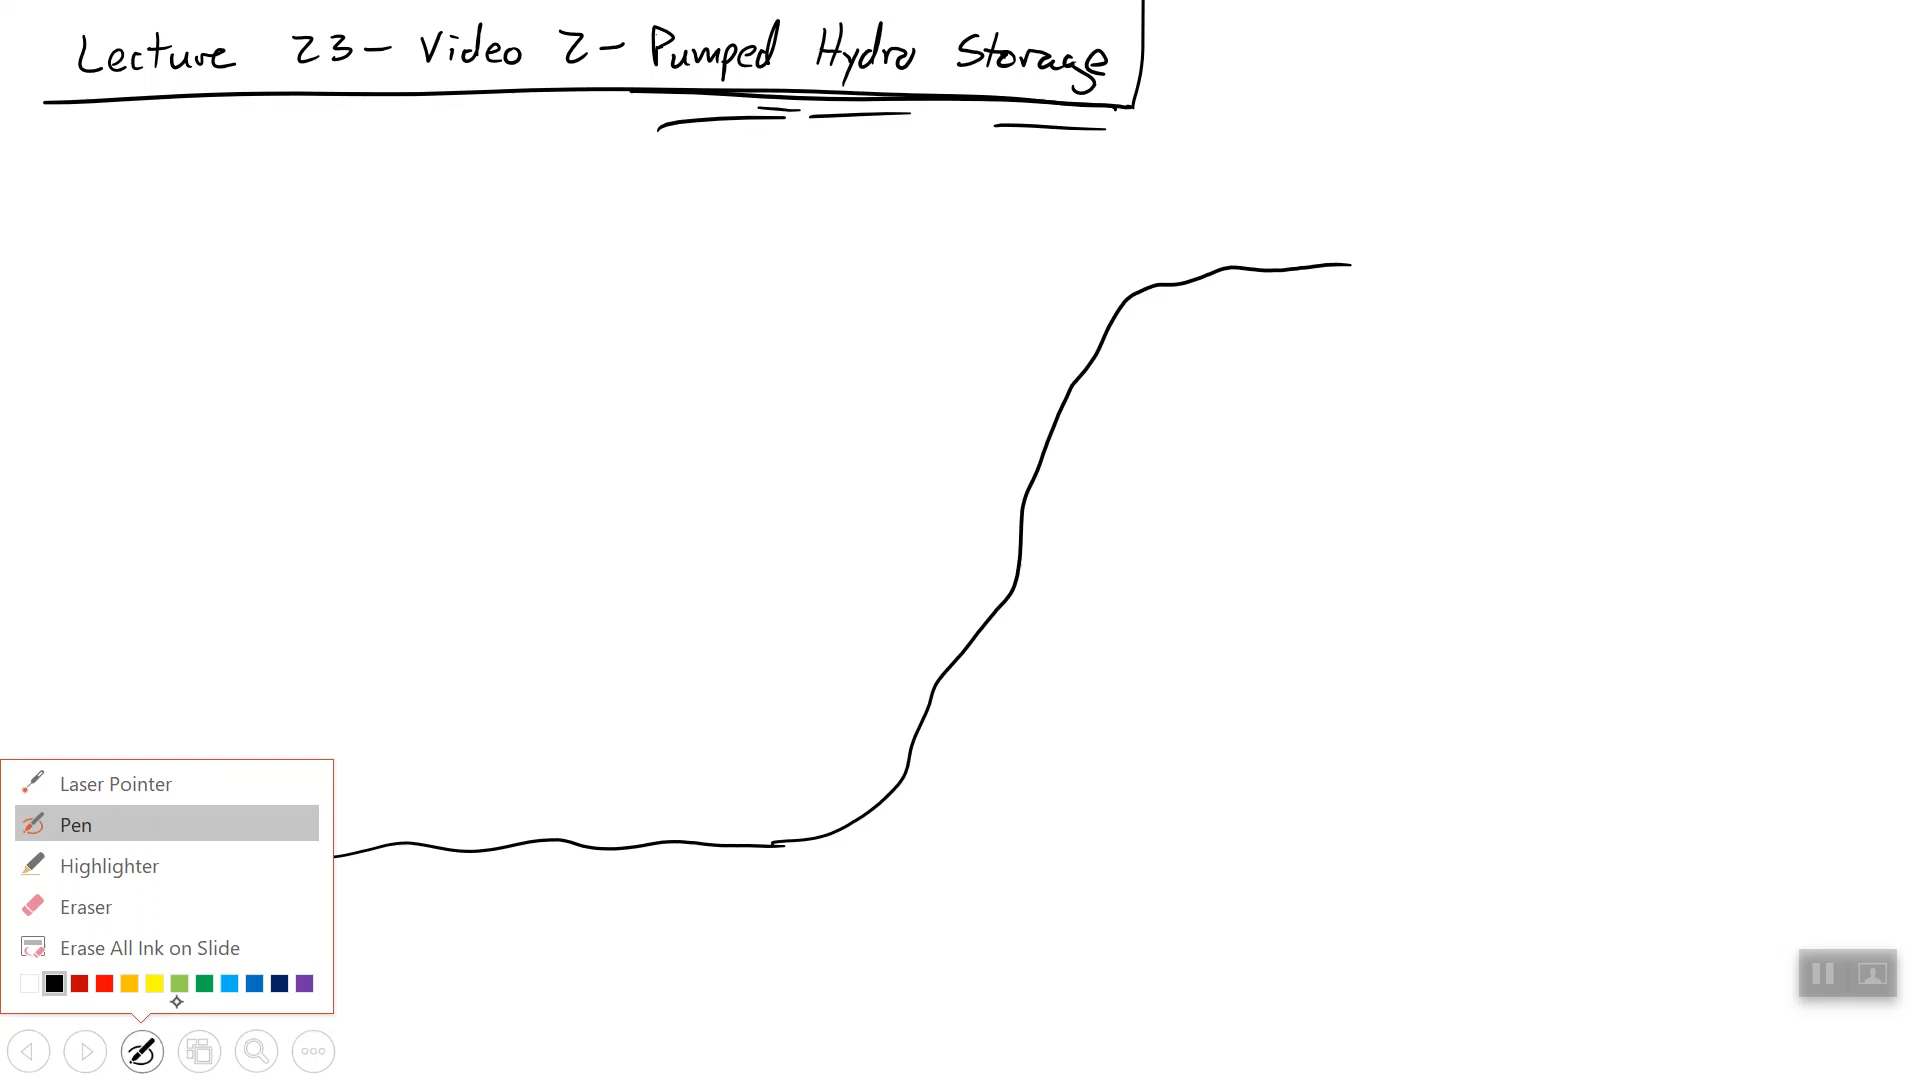 Lecture 23- Video 2- Pumped Hydro Storage
Laser Pointer
Pen
Highlighter
Eraser
Erase All Ink on Slide